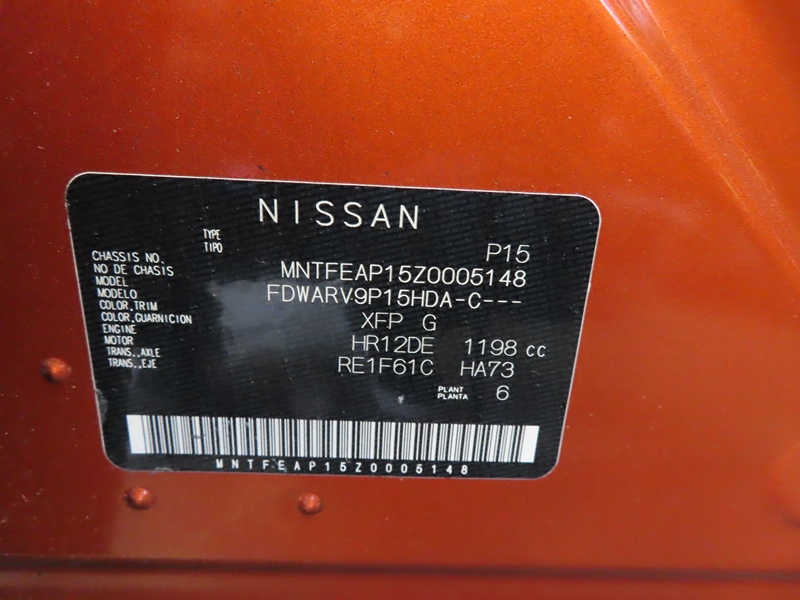 NISSAN
TYPE
TIPO P15
CHASSIS NO.
NO DE CHASIS MNTFEAP15Z0005148
MODEL
MODELO FDWARV9P15HDA-C---
COLOR,TRIM
COLOR,GUARNICION XFP G
ENGINE
MOTOR HR12DE 1198 cc
TRANS.,AXLE
TRANS.,EJE RE1F61C HA73
PLANT
PLANTA 6
MNTFEAP15Z0005148